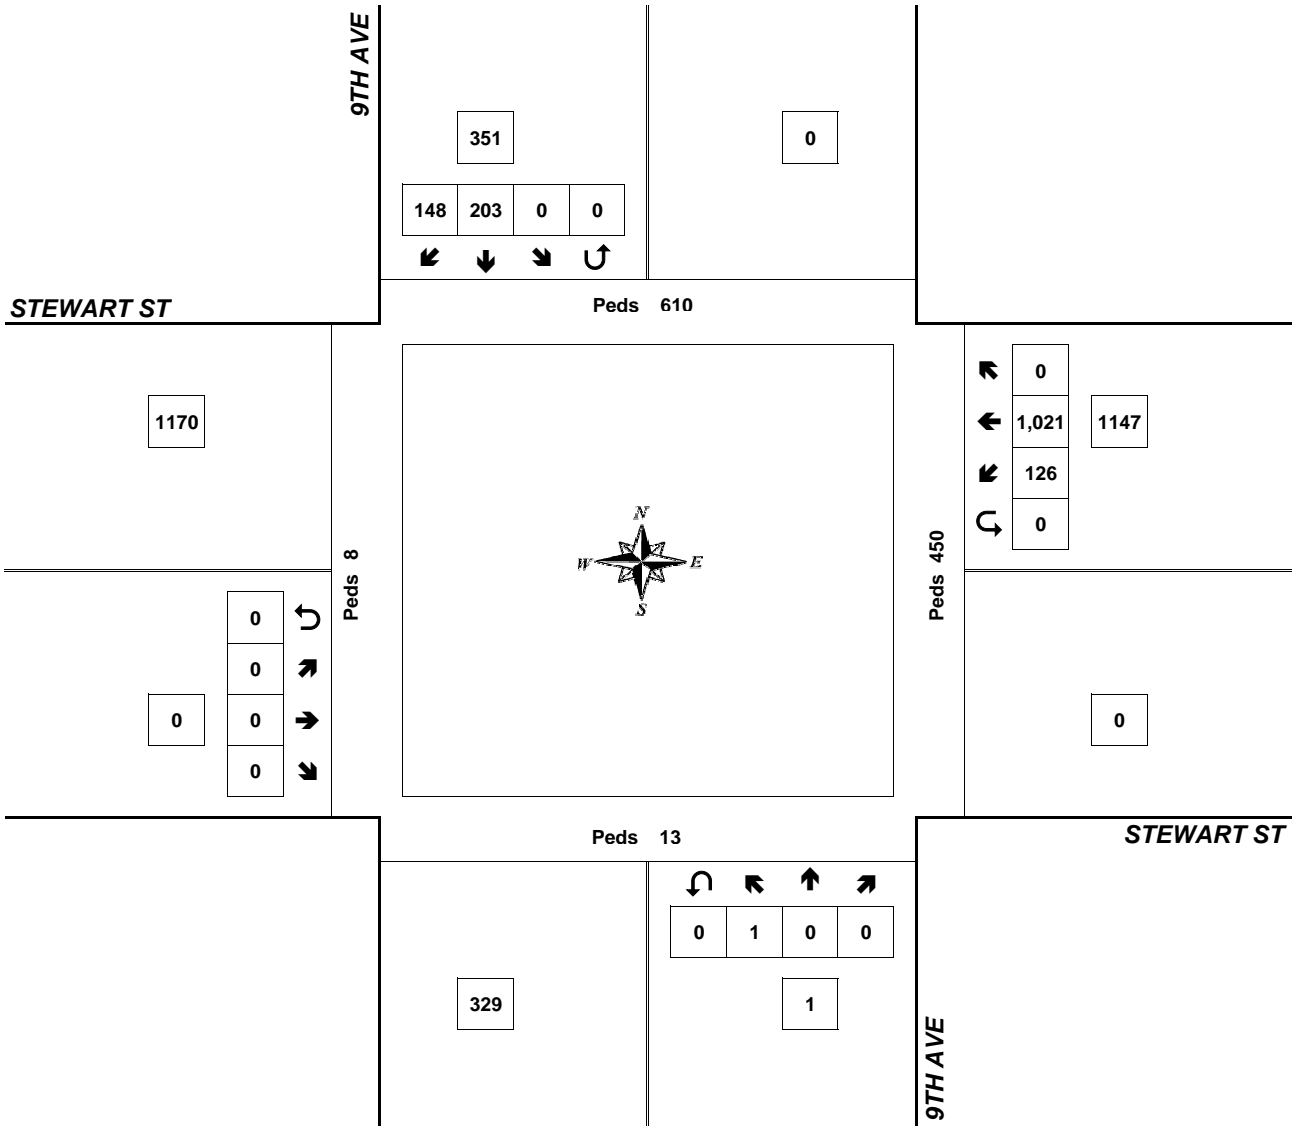 9TH AVE
351
0
148 203 0 0
STEWART ST
Peds 610
0
1170
1,021 1147
126
0
N
W E
S
Peds 8
Peds 450
0
0
0 0
0
0
Peds 13
STEWART ST
0 1 0 0
329
1
9TH AVE